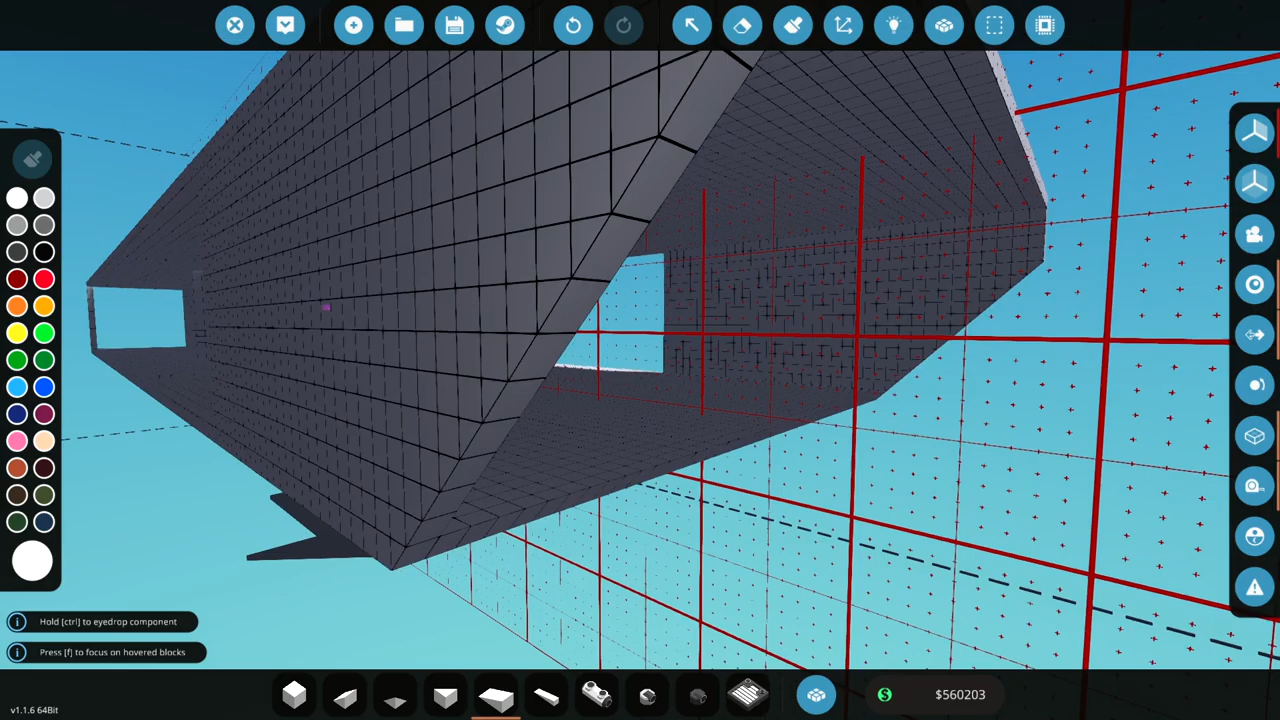 Hold [ctrl] to eyedrop component
Press [f] to focus on hovered blocks
v1.1.6 64Bit
$560203